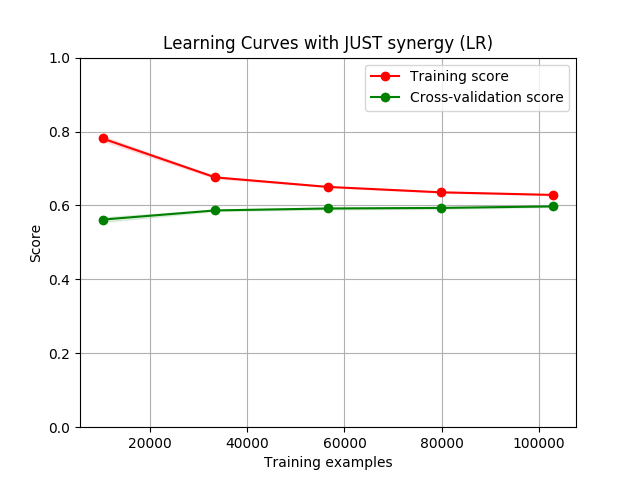 Learning Curves with JUST synergy (LR)
Training score
Cross-validation score
1.0
0.8
0.6
0.4
0.2
0.0
Score
20000 40000 60000 80000 100000
Training examples